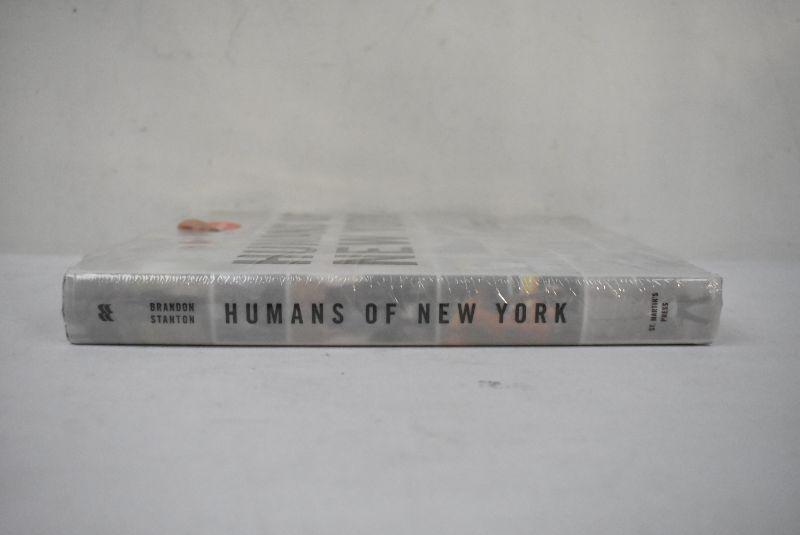 BRANDON
STANTON
HUMANS OF NEW YORK
ST. MARTIN'S
PRESS